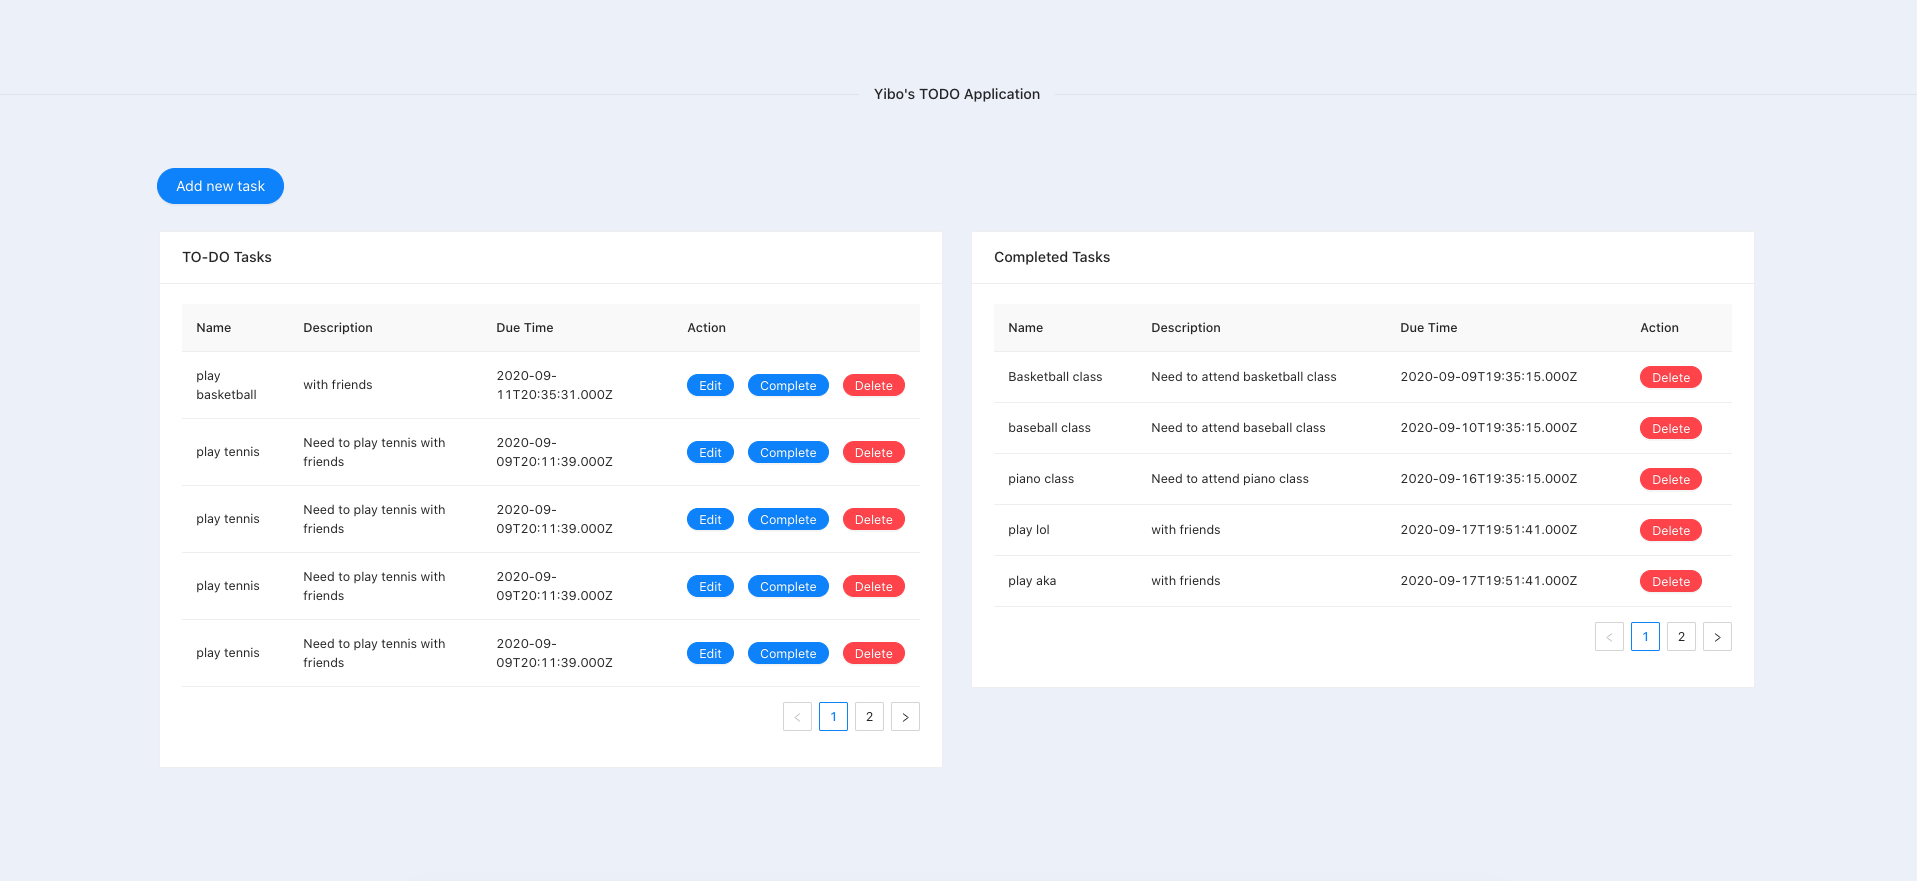 Yibo's TODO Application
Add new task
TO-DO Tasks
Name Description Due Time Action
play basketball with friends 2020-09-11T20:35:31.000Z Edit Complete Delete
play tennis Need to play tennis with friends 2020-09-09T20:11:39.000Z Edit Complete Delete
play tennis Need to play tennis with friends 2020-09-09T20:11:39.000Z Edit Complete Delete
play tennis Need to play tennis with friends 2020-09-09T20:11:39.000Z Edit Complete Delete
play tennis Need to play tennis with friends 2020-09-09T20:11:39.000Z Edit Complete Delete
< 1 2 >
Completed Tasks
Name Description Due Time Action
Basketball class Need to attend basketball class 2020-09-09T19:35:15.000Z Delete
baseball class Need to attend baseball class 2020-09-10T19:35:15.000Z Delete
piano class Need to attend piano class 2020-09-16T19:35:15.000Z Delete
play lol with friends 2020-09-17T19:51:41.000Z Delete
play aka with friends 2020-09-17T19:51:41.000Z Delete
< 1 2 >